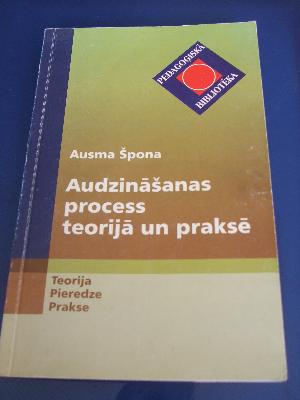 PEDAGOĢISKĀ
BIBLIOTĒKA
Ausma Špona
Audzināšanas
process
teorijā un praksē
Teorija
Pieredze
Prakse